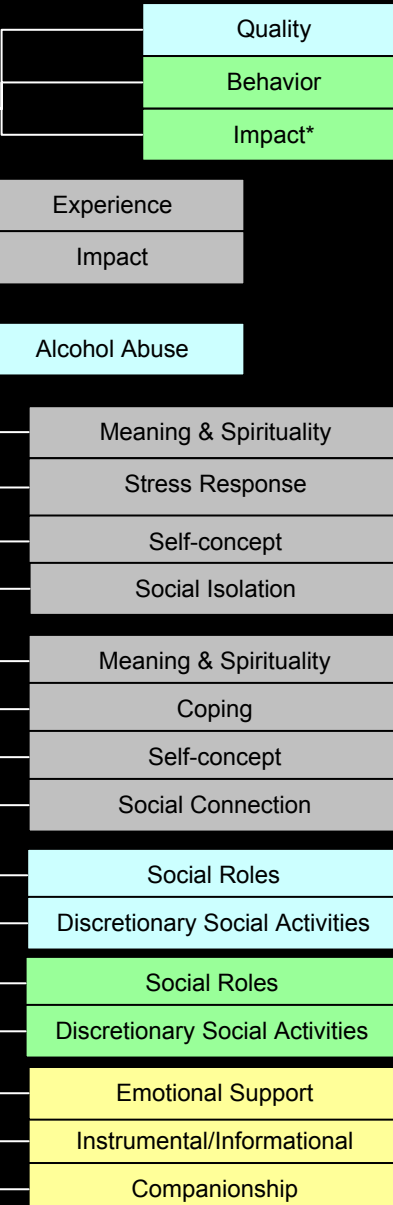 Quality
Behavior
Impact*
Experience
Impact
Alcohol Abuse
Meaning & Spirituality
Stress Response
Self-concept
Social Isolation
Meaning & Spirituality
Coping
Self-concept
Social Connection
Social Roles
Discretionary Social Activities
Social Roles
Discretionary Social Activities
Emotional Support
Instrumental/Informational
Companionship